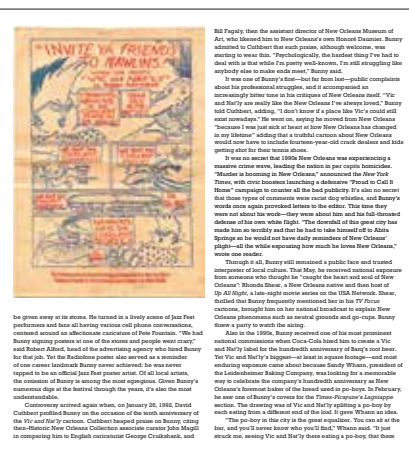 "INVITE YA FRIENDS
TO RAWLINS"
be given away at its stores. He turned in a lively scene of Jazz Fest
performers and fans all having various cell phone conversations,
centered around an affectionate caricature of Pete Fountain. "We had
Bunny signing posters at one of the stores and people went crazy,"
said Robert Alford, head of the advertising agency who hired Bunny
for that job. Yet the Radiofone poster also served as a reminder
of one career landmark Bunny never achieved: he was never
tapped to be an official Jazz Fest poster artist. Of all local artists,
the omission of Bunny is among the most egregious. Given Bunny's
numerous digs at the festival through the years, it's also the most
understandable.
Controversy arrived again when, on January 26, 1992, David
Cuthbert profiled Bunny on the occasion of the tenth anniversary of
the Vic and Nat'ly cartoon. Cuthbert heaped praise on Bunny, citing
then-Historic New Orleans Collection associate curator John Magill
in comparing him to English caricaturist George Cruikshank, and
Bill Fagaly, then the assistant director of New Orleans Museum of
Art, who likened him to New Orleans's own Honoré Daumier. Bunny
admitted to Cuthbert that such praise, although welcome, was
starting to wear thin. "Psychologically, the hardest thing I've had to
deal with is that while I'm pretty well-known, I'm still struggling like
anybody else to make ends meet," Bunny said.
It was one of Bunny's first—but far from last—public complaints
about his professional struggles, and it accompanied an
increasingly bitter tone in his critiques of New Orleans itself. "Vic
and Nat'ly are really like the New Orleans I've always loved," Bunny
told Cuthbert, adding, "I don't know if a place like Vic's could still
exist nowadays." He went on, saying he moved from New Orleans
"because I was just sick at heart at how New Orleans has changed
in my lifetime" adding that a truthful cartoon about New Orleans
would now have to include fourteen-year-old crack dealers and kids
getting shot for their tennis shoes.
It was no secret that 1990s New Orleans was experiencing a
massive crime wave, leading the nation in per capita homicides.
"Murder is booming in New Orleans," announced the New York
Times, with civic boosters launching a defensive "Proud to Call It
Home" campaign to counter all the bad publicity. It's also no secret
that those types of comments were racist dog whistles, and Bunny's
words once again provoked letters to the editor. This time they
were not about his work—they were about him and his full-throated
defense of his own white flight. "The downfall of this great city has
made him so terribly sad that he had to take himself off to Abita
Springs so he would not have daily reminders of New Orleans'
plight—all the while espousing how much he loves New Orleans,"
wrote one reader.
Through it all, Bunny still remained a public face and trusted
interpreter of local culture. That May, he received national exposure
from someone who thought he "caught the heart and soul of New
Orleans": Rhonda Shear, a New Orleans native and then host of
Up All Night, a late-night movie series on the USA Network. Shear,
thrilled that Bunny frequently mentioned her in his TV Focus
cartoons, brought him on her national broadcast to explain New
Orleans phenomena such as neutral grounds and go-cups. Bunny
threw a party to watch the airing.
Also in the 1990s, Bunny received one of his most prominent
national commissions when Coca-Cola hired him to create a Vic
and Nat'ly label for the hundredth anniversary of Barq's root beer.
Yet Vic and Nat'ly's biggest—at least in square footage—and most
enduring exposure came about because Sandy Whann, president of
the Leidenheimer Baking Company, was looking for a memorable
way to celebrate the company's hundredth anniversary as New
Orleans's foremost baker of the bread used in po-boys. In February,
he saw one of Bunny's covers for the Times-Picayune's Lagniappe
section. The drawing was of Vic and Nat'ly splitting a po-boy by
each eating from a different end of the loaf. It gave Whann an idea.
"The po-boy in this city is the great equalizer. You can sit at the
bar, and you'll never know who you'll find," Whann said. "It just
struck me, seeing Vic and Nat'ly there eating a po-boy, that there